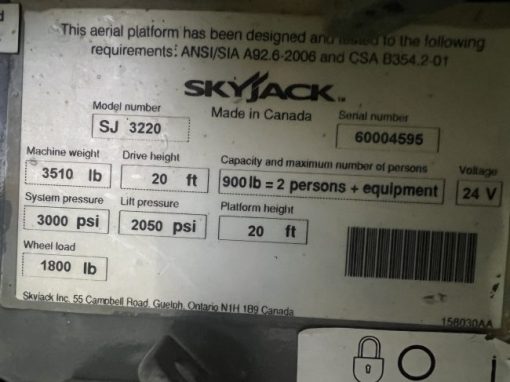 d
This aerial platform has been designed and tested to the following
requirements: ANSI/SIA A92.6-2006 and CSA B354.2-01
SKYJACK™
Made in Canada
Model number
SJ 3220
Serial number
60004595
Machine weight
3510 lb
Drive height
20 ft
Capacity and maximum number of persons
900 lb = 2 persons + equipment
Voltage
24 V
System pressure
3000 psi
Lift pressure
2050 psi
Platform height
20 ft
Wheel load
1800 lb
Skyjack Inc. 55 Campbell Road, Guelph, Ontario N1H 1B9 Canada
158030AA